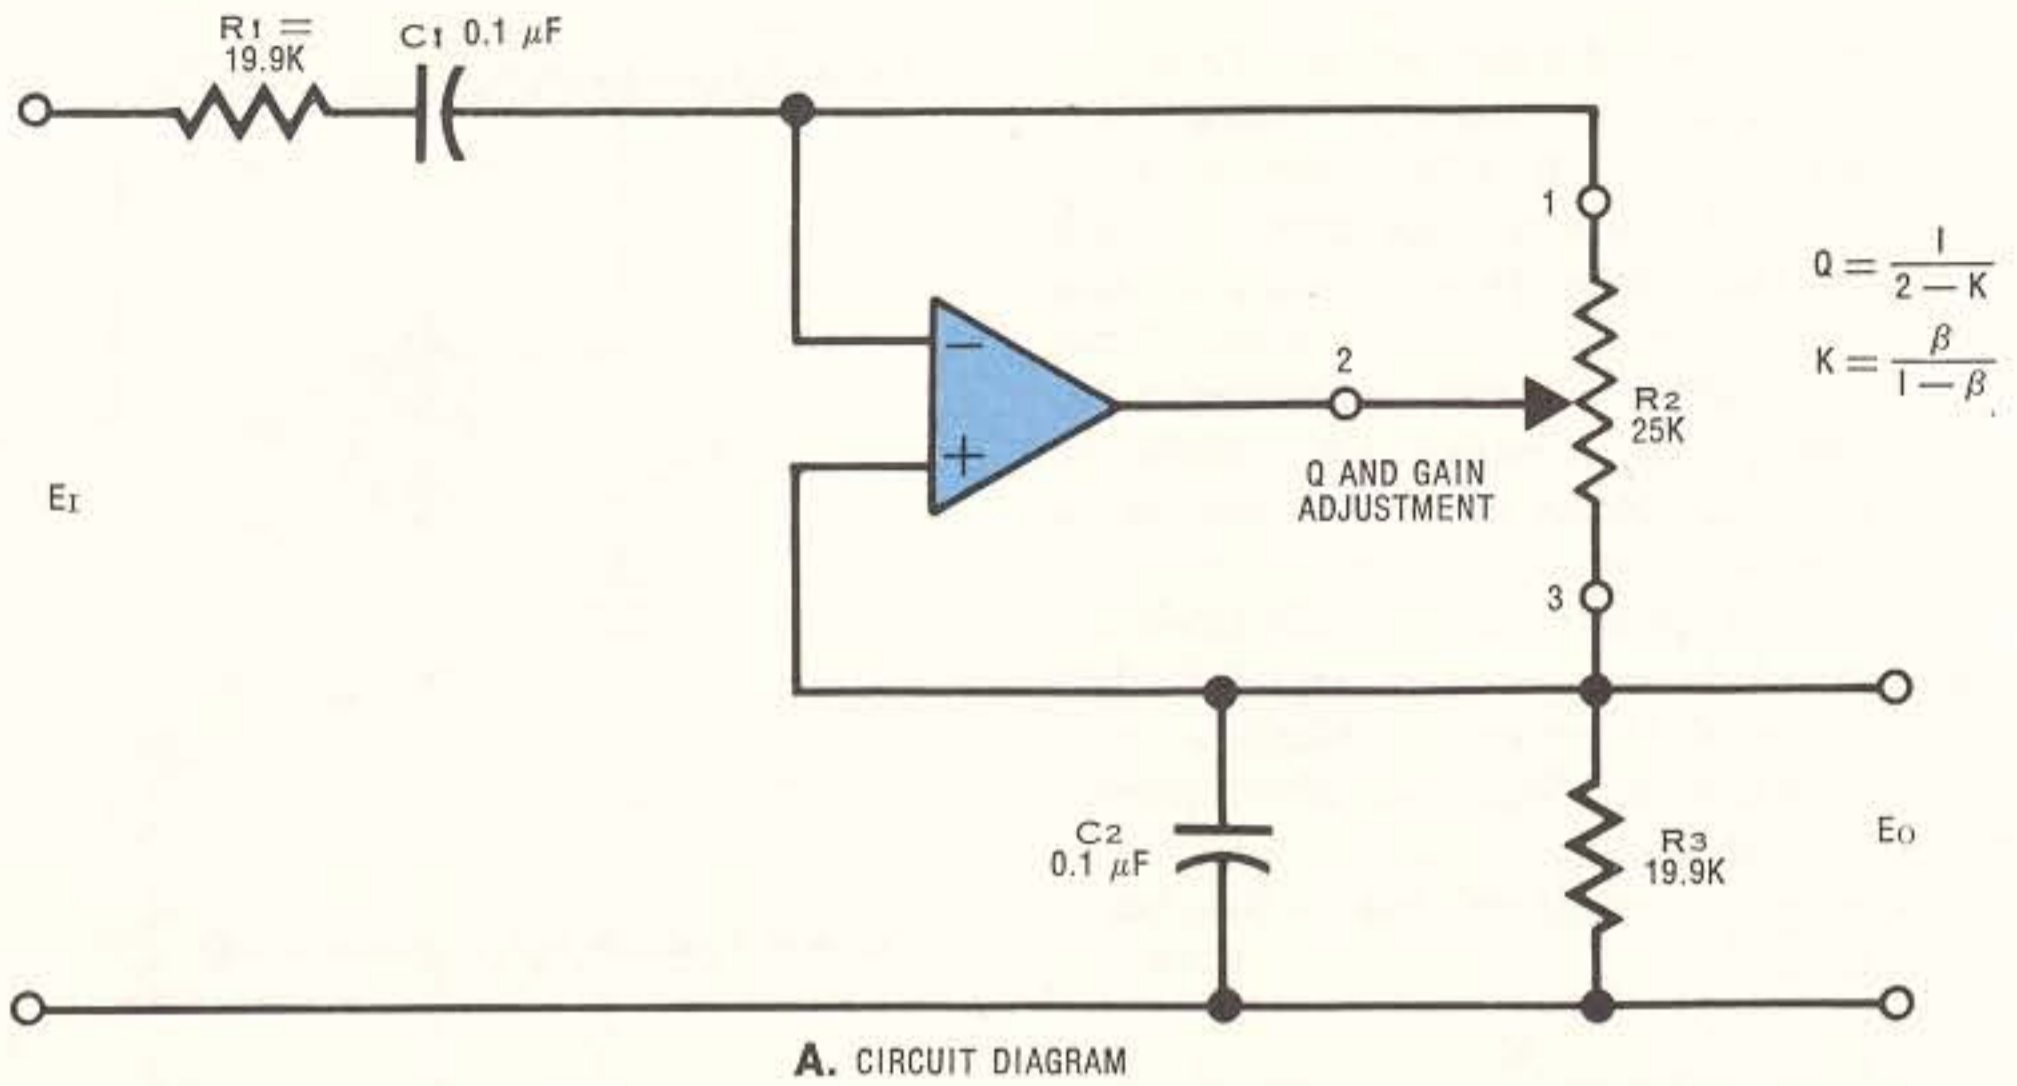 R1 =
19.9K
C1 0.1 μF
1
Q = 1 / 2 — K
K = β / 1 — β
−
2
R2
25K
+
Q AND GAIN
ADJUSTMENT
EI
3
C2
0.1 μF
R3
19.9K
EO
A. CIRCUIT DIAGRAM